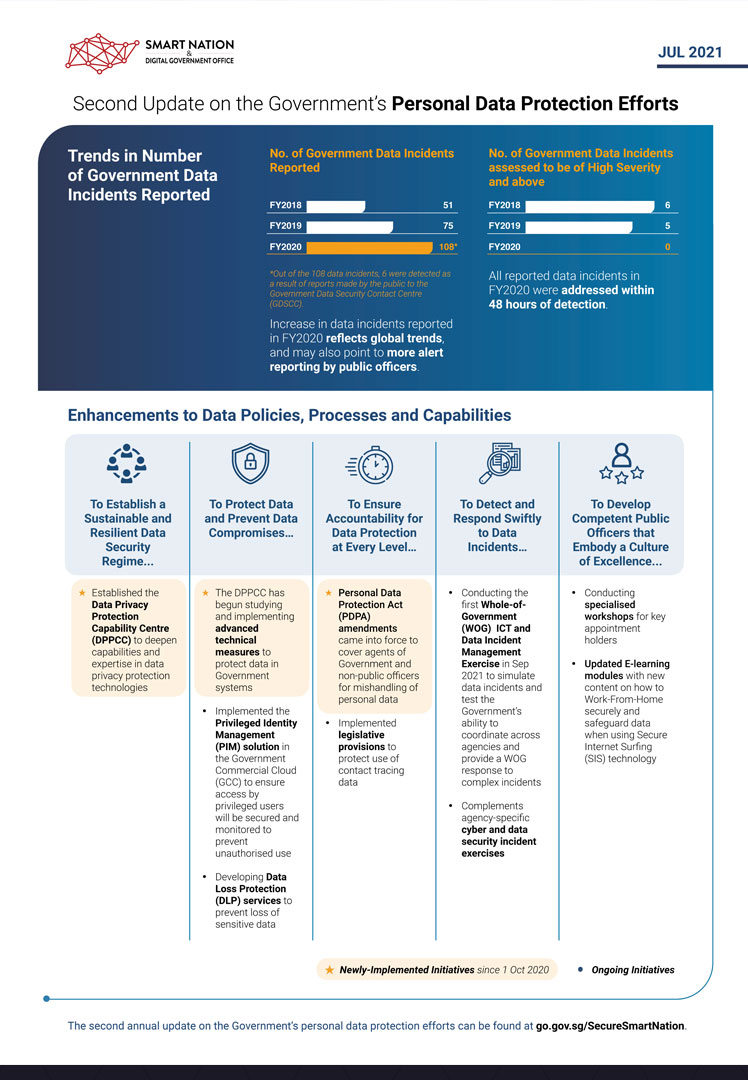 SMART NATION
&
DIGITAL GOVERNMENT OFFICE
JUL 2021
Second Update on the Government's Personal Data Protection Efforts
Trends in Number
of Government Data
Incidents Reported
No. of Government Data Incidents
Reported
FY2018 51
FY2019 75
FY2020 108*
*Out of the 108 data incidents, 6 were detected as
a result of reports made by the public to the
Government Data Security Contact Centre
(GDSCC).
Increase in data incidents reported
in FY2020 reflects global trends,
and may also point to more alert
reporting by public officers.
No. of Government Data Incidents
assessed to be of High Severity
and above
FY2018 6
FY2019 5
FY2020 0
All reported data incidents in
FY2020 were addressed within
48 hours of detection.
Enhancements to Data Policies, Processes and Capabilities
To Establish a
Sustainable and
Resilient Data
Security
Regime...
★ Established the
Data Privacy
Protection
Capability Centre
(DPPCC) to deepen
capabilities and
expertise in data
privacy protection
technologies
To Protect Data
and Prevent Data
Compromises...
★ The DPPCC has
begun studying
and implementing
advanced
technical
measures to
protect data in
Government
systems
• Implemented the
Privileged Identity
Management
(PIM) solution in
the Government
Commercial Cloud
(GCC) to ensure
access by
privileged users
will be secured and
monitored to
prevent
unauthorised use
• Developing Data
Loss Protection
(DLP) services to
prevent loss of
sensitive data
To Ensure
Accountability for
Data Protection
at Every Level...
★ Personal Data
Protection Act
(PDPA)
amendments
came into force to
cover agents of
Government and
non-public officers
for mishandling of
personal data
• Implemented
legislative
provisions to
protect use of
contact tracing
data
To Detect and
Respond Swiftly
to Data
Incidents...
• Conducting the
first Whole-of-
Government
(WOG) ICT and
Data Incident
Management
Exercise in Sep
2021 to simulate
data incidents and
test the
Government's
ability to
coordinate across
agencies and
provide a WOG
response to
complex incidents
• Complements
agency-specific
cyber and data
security incident
exercises
To Develop
Competent Public
Officers that
Embody a Culture
of Excellence...
• Conducting
specialised
workshops for key
appointment
holders
• Updated E-learning
modules with new
content on how to
Work-From-Home
securely and
safeguard data
when using Secure
Internet Surfing
(SIS) technology
★ Newly-Implemented Initiatives since 1 Oct 2020
• Ongoing Initiatives
The second annual update on the Government's personal data protection efforts can be found at go.gov.sg/SecureSmartNation.